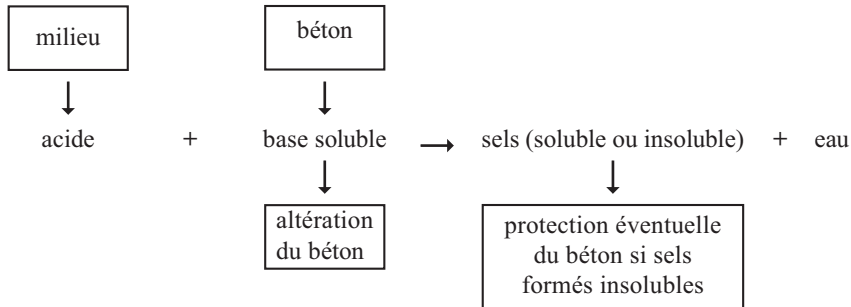 milieu
béton
acide + base soluble → sels (soluble ou insoluble) + eau
altération
du béton
protection éventuelle
du béton si sels
formés insolubles